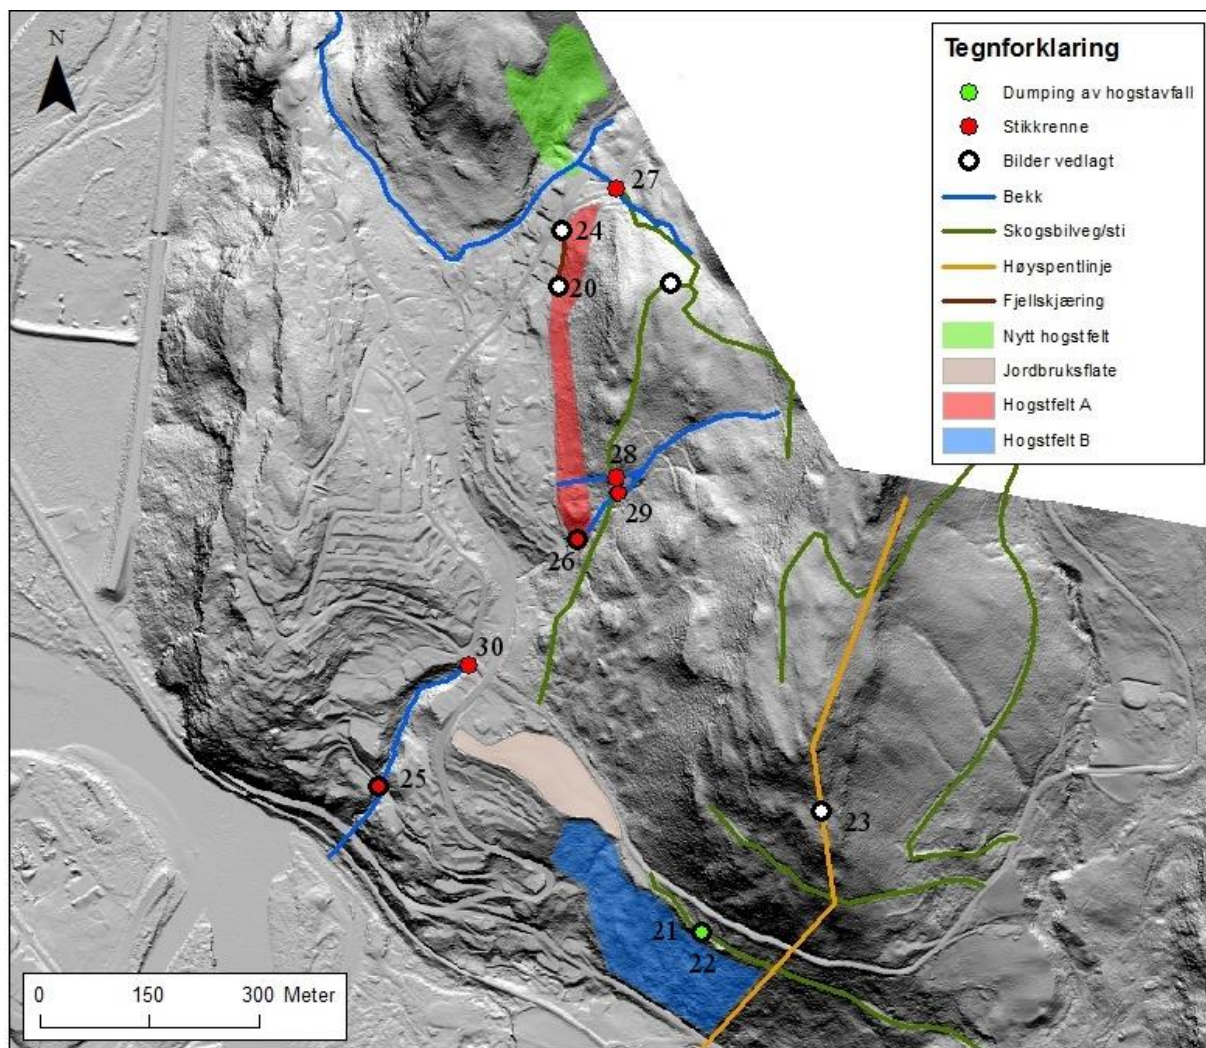 N
Tegnforklaring
Dumping av hogstavfall
Stikkrenne
Bilder vedlagt
Bekk
Skogsbilveg/sti
Høyspentlinje
Fjellskjæring
Nytt hogstfelt
Jordbruksflate
Hogstfelt A
Hogstfelt B
27
24
20
28
29
26
30
25
23
21
22
0 150 300 Meter